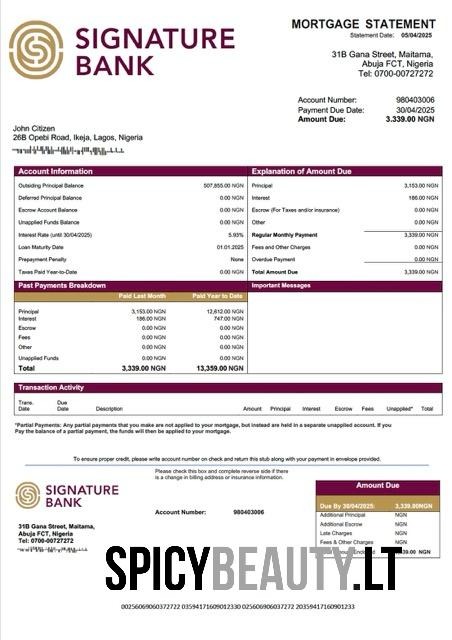 SIGNATURE
BANK
MORTGAGE STATEMENT
Statement Date: 05/04/2025
31B Gana Street, Maitama,
Abuja FCT, Nigeria
Tel: 0700-00727272
Account Number: 980403006
Payment Due Date: 30/04/2025
Amount Due: 3.339.00 NGN
John Citizen
26B Opebi Road, Ikeja, Lagos, Nigeria
Account Information
Outsiding Principal Balance 507,855.00 NGN
Deferred Principal Balance 0.00 NGN
Escrow Account Balance 0.00 NGN
Unapplied Funds Balance 0.00 NGN
Interest Rate (until 30/04/2025) 5.93%
Loan Maturity Date 01.01.2025
Prepayment Penalty None
Taxes Paid Year-to-Date 0.00 NGN
Explanation of Amount Due
Principal 3,153.00 NGN
Interest 186.00 NGN
Escrow (For Taxes and/or insurance) 0.00 NGN
Other 0.00 NGN
Regular Monthly Payment 3,339.00 NGN
Fees and Other Charges 0.00 NGN
Overdue Payment 0.00 NGN
Total Amount Due 3,339.00 NGN
Past Payments Breakdown
Paid Last Month Paid Year to Date
Principal 3,153.00 NGN 12,612.00 NGN
Interest 186.00 NGN 747.00 NGN
Escrow 0.00 NGN 0.00 NGN
Fees 0.00 NGN 0.00 NGN
Other 0.00 NGN 0.00 NGN
Unapplied Funds 0.00 NGN 0.00 NGN
Total 3,339.00 NGN 13,359.00 NGN
Important Messages
Transaction Activity
Trans. Date Due Date Description Amount Principal Interest Escrow Fees Unapplied* Total
*Partial Payments: Any partial payments that you make are not applied to your mortgage, but instead are held in a separate unapplied account. If you
Pay the balance of a partial payment, the funds will then be applied to your mortgage.
To ensure proper credit, please write account number on check and return this stub along with your payment in envelope provided.
Please check this box and complete reverse side if there
is a change in billing address or insurance information.
SIGNATURE
BANK
Account Number: 980403006
31B Gana Street, Maitama,
Abuja FCT, Nigeria
Tel: 0700-00727272
Amount Due
Due By 30/04/2025: 3,339.00NGN
Additional Principal NGN
Additional Escrow NGN
Late Charges NGN
Fees & Other Charges NGN
NGN
SPICYBEAUTY.LT